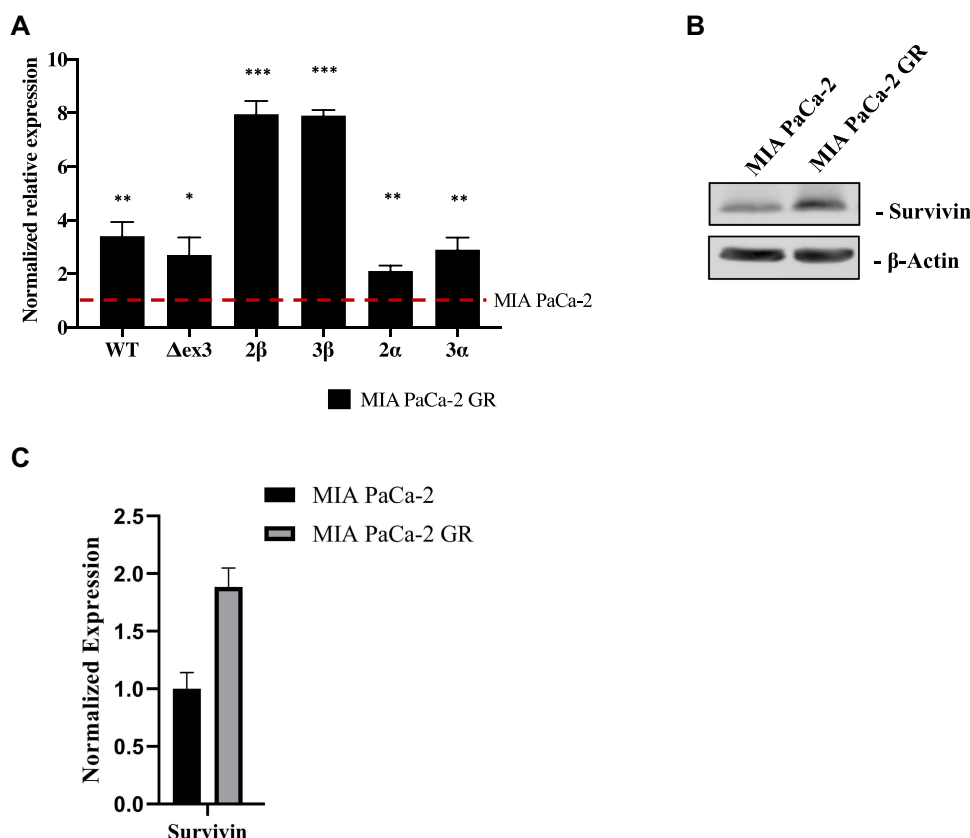 A
Normalized relative expression
10
8
6
4
2
0
**
*
***
***
**
**
MIA PaCa-2
WT
Δex3
2β
3β
2α
3α
MIA PaCa-2 GR
B
MIA PaCa-2
MIA PaCa-2 GR
- Survivin
- β-Actin
C
MIA PaCa-2
MIA PaCa-2 GR
Normalized Expression
2.5
2.0
1.5
1.0
0.5
0.0
Survivin